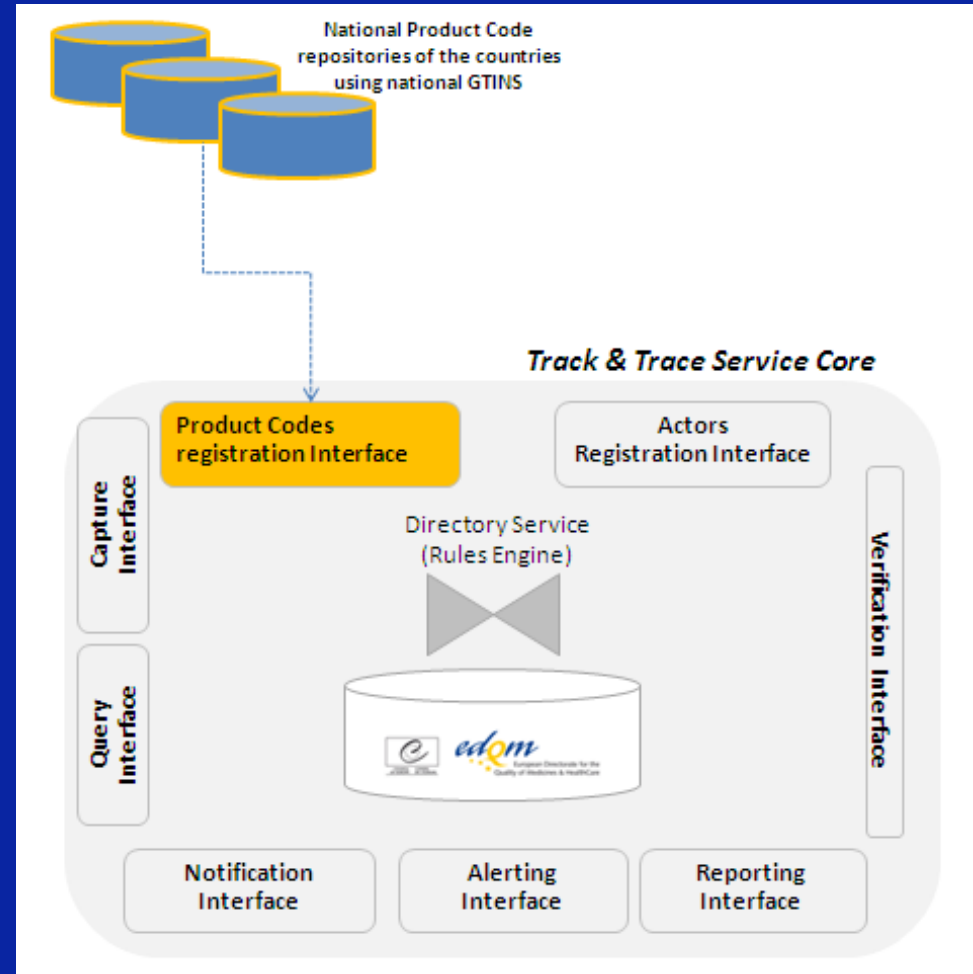 National Product Code
repositories of the countries
using national GTINS
Track & Trace Service Core
Product Codes
registration Interface
Actors
Registration Interface
Capture
Interface
Directory Service
(Rules Engine)
Verification Interface
Query
Interface
edqm
European Directorate for the
Quality of Medicines & HealthCare
Notification
Interface
Alerting
Interface
Reporting
Interface